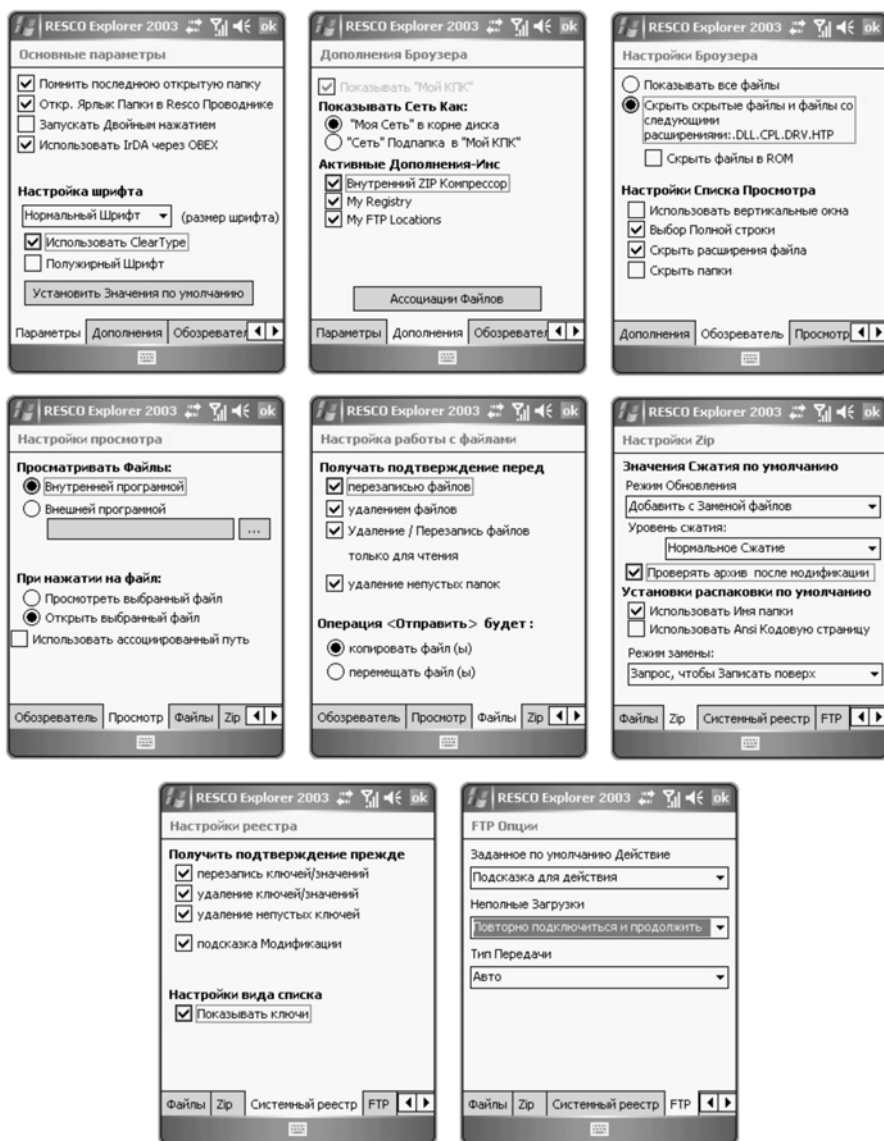 RESCO Explorer 2003 ok
Основные параметры
Помнить последнюю открытую папку
Откр. Ярлык Папки в Resco Проводнике
Запускать Двойным нажатием
Использовать IrDA через OBEX
Настройка шрифта
Нормальный Шрифт (размер шрифта)
Использовать ClearType
Полужирный Шрифт
Установить Значения по умолчанию
Параметры Дополнения Обозревател
RESCO Explorer 2003 ok
Дополнения Браузера
Показывать "Мой КПК"
Показывать Сеть Как:
"Моя Сеть" в корне диска
"Сеть" Подпапка в "Мой КПК"
Активные Дополнения-Инс
Внутренний ZIP Компрессор
My Registry
My FTP Locations
Ассоциации Файлов
Параметры Дополнения Обозревател
RESCO Explorer 2003 ok
Настройки Броузера
Показывать все файлы
Скрыть скрытые файлы и файлы со
следующими
расширениями:.DLL.CPL.DRV.HTP
Скрыть файлы в ROM
Настройки Списка Просмотра
Использовать вертикальные окна
Выбор Полной строки
Скрыть расширения файла
Скрыть папки
Дополнения Обозреватель Просмотр
RESCO Explorer 2003 ok
Настройки просмотра
Просматривать Файлы:
Внутренней програмной
Внешней програмной
...
При нажатии на файл:
Просмотреть выбранный файл
Открыть выбранный файл
Использовать ассоциированный путь
Обозреватель Просмотр Файлы Zip
RESCO Explorer 2003 ok
Настройка работы с файлами
Получать подтверждение перед
перезаписью файлов
удалением файлов
Удаление / Перезапись файлов
только для чтения
удаление непустых папок
Операция <Отправить> будет :
копировать файл (ы)
перемещать файл (ы)
Обозреватель Просмотр Файлы Zip
RESCO Explorer 2003 ok
Настройки Zip
Значения Сжатия по умолчанию
Режим Обновления
Добавить с Заменой файлов
Уровень сжатия:
Нормальное Сжатие
Проверять архив после модификации
Установки распаковки по умолчанию
Использовать Имя папки
Использовать Ansi Кодовую страницу
Режим замены:
Запрос, чтобы Записать поверх
Файлы Zip Системный реестр FTP
RESCO Explorer 2003 ok
Настройки реестра
Получить подтверждение прежде
перезапись ключей/значений
удаление ключей/значений
удаление непустых ключей
подсказка Модификации
Настройки вида списка
Показывать ключи
Файлы Zip Системный реестр FTP
RESCO Explorer 2003 ok
FTP Опции
Заданное по умолчанию Действие
Подсказка для действия
Неполные Загрузки
Повторно подключиться и продолжить
Тип Передачи
Авто
Файлы Zip Системный реестр FTP